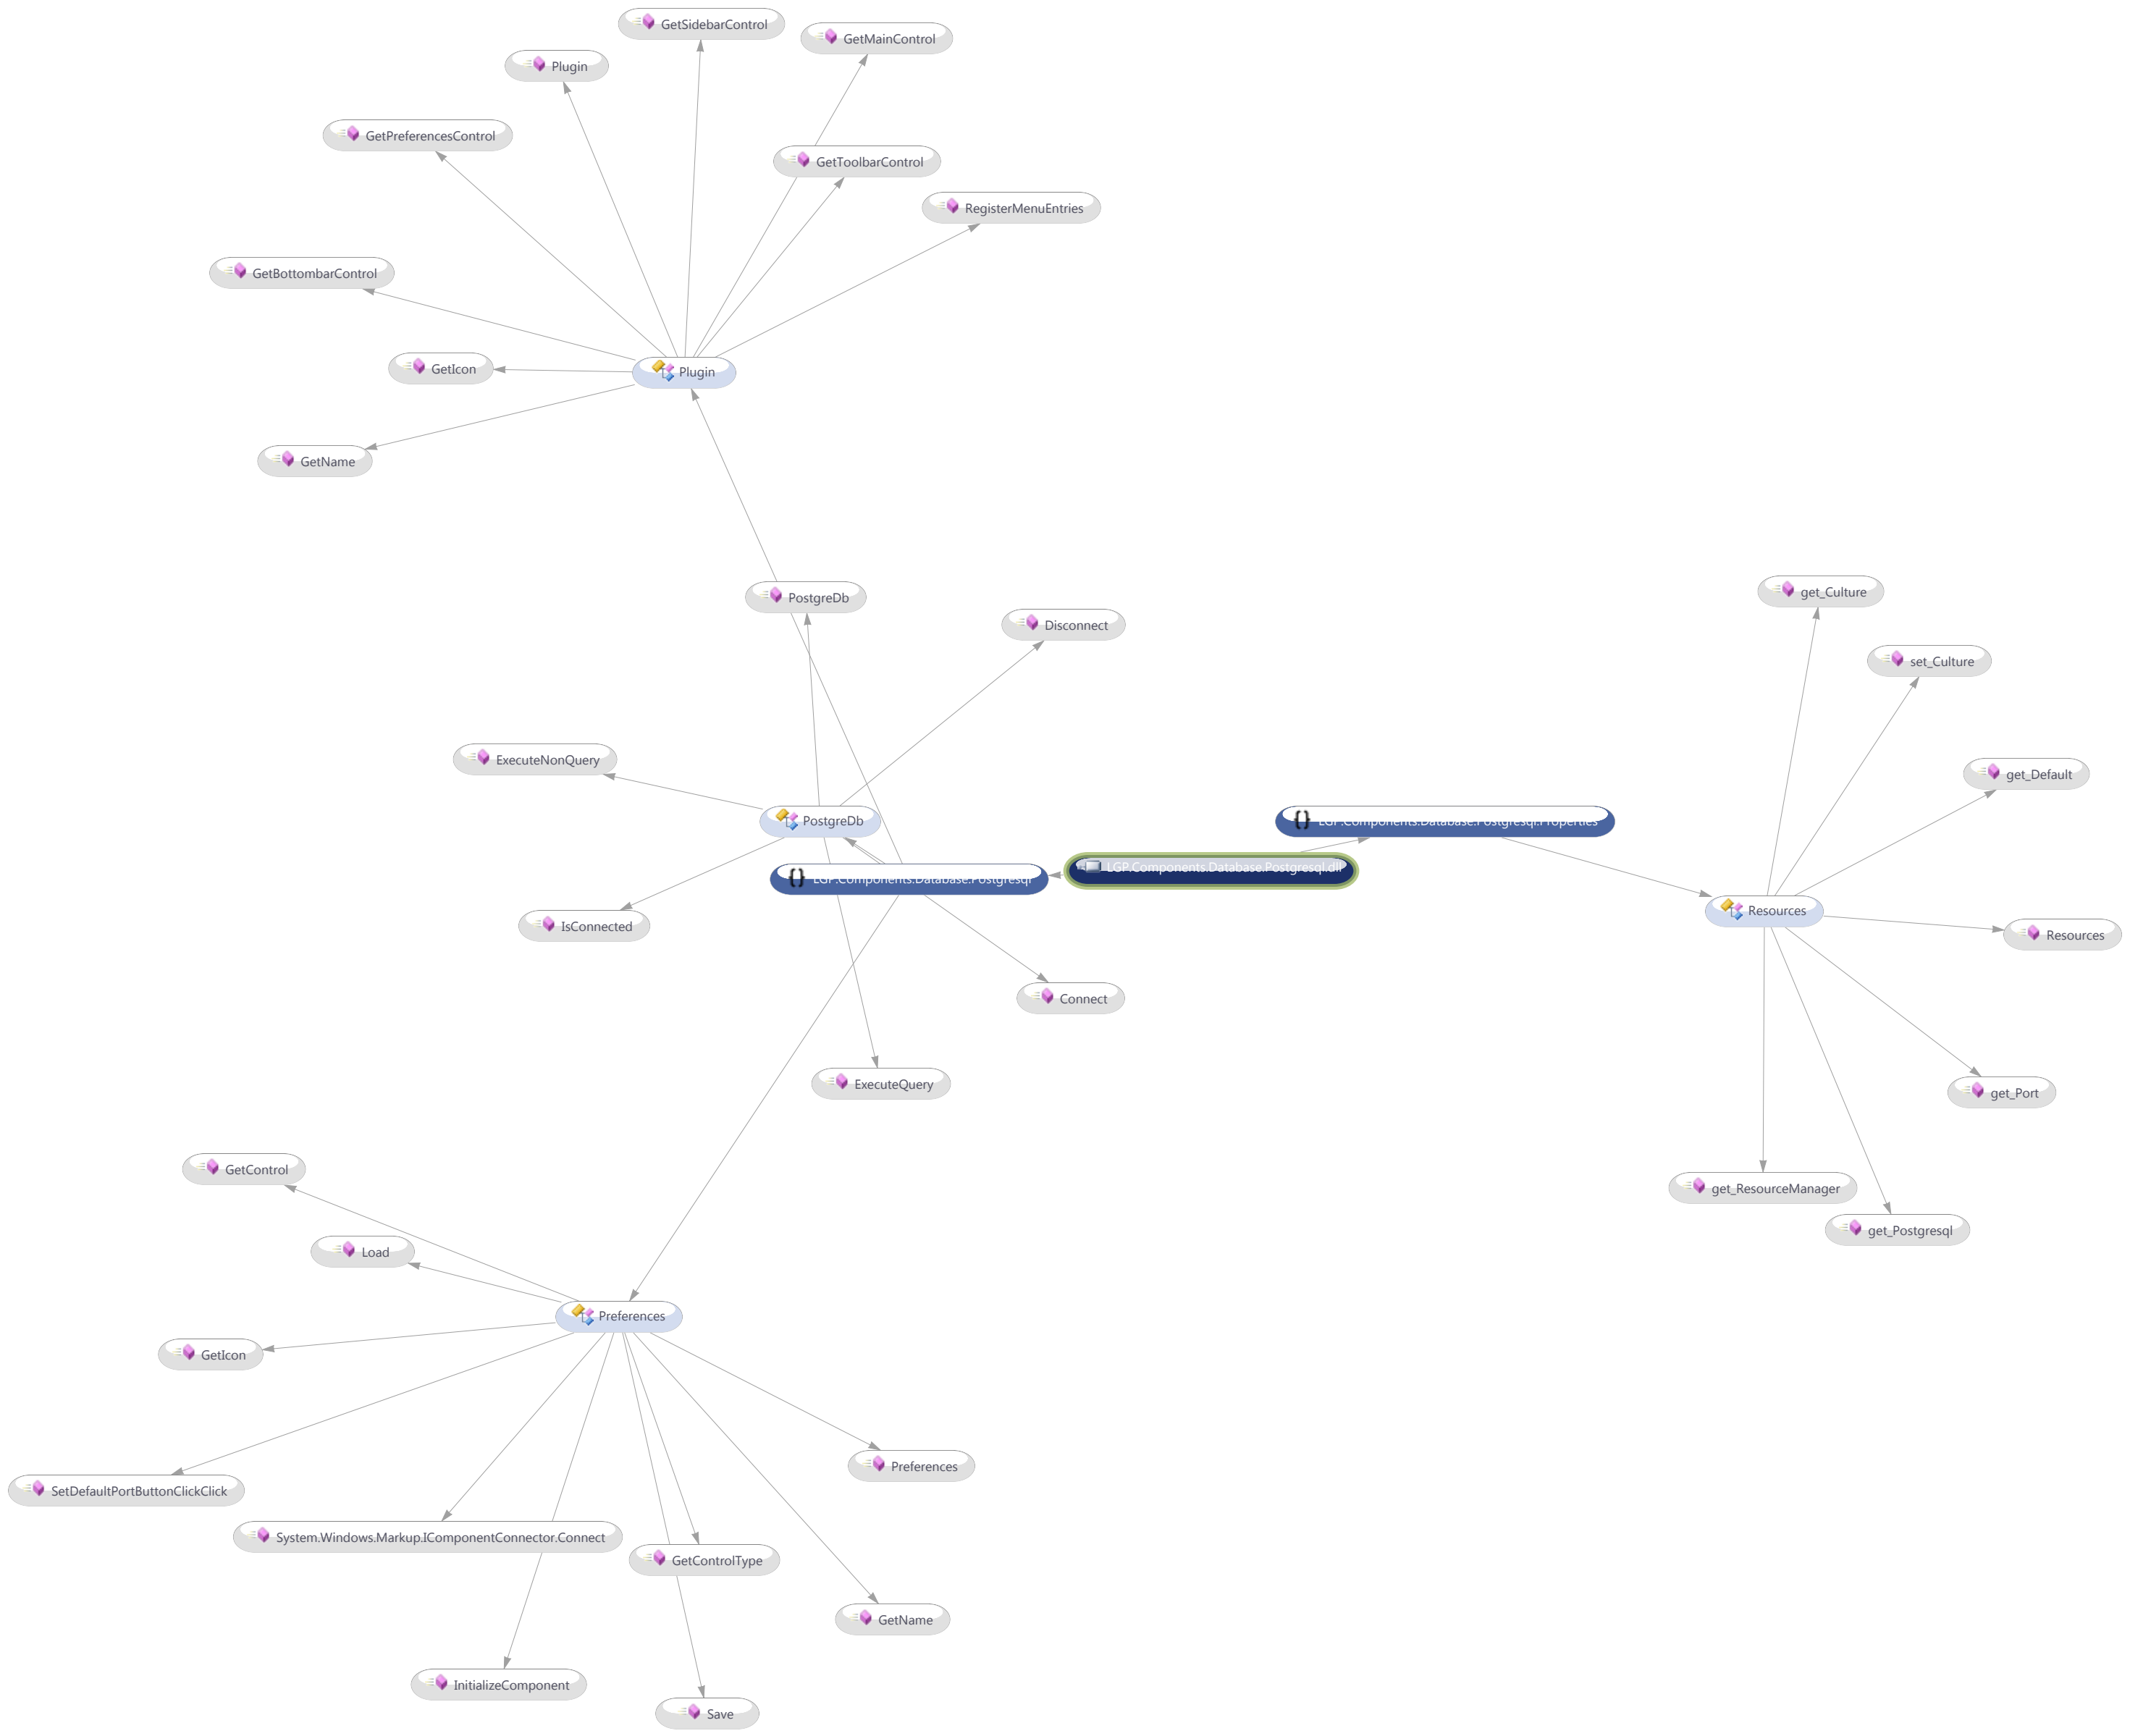 GetSidebarControl
GetMainControl
Plugin
GetPreferencesControl
GetToolbarControl
RegisterMenuEntries
GetBottombarControl
GetIcon
Plugin
GetName
get_Culture
PostgreDb
Disconnect
set_Culture
ExecuteNonQuery
get_Default
PostgreDb
LGP.Components.Database.Postgresql.Properties
LGP.Components.Database.Postgresql.dll
LGP.Components.Database.Postgresql
Resources
IsConnected
Resources
Connect
ExecuteQuery
get_Port
GetControl
get_ResourceManager
get_Postgresql
Load
Preferences
GetIcon
Preferences
SetDefaultPortButtonClickClick
System.Windows.Markup.IComponentConnector.Connect
GetControlType
GetName
InitializeComponent
Save